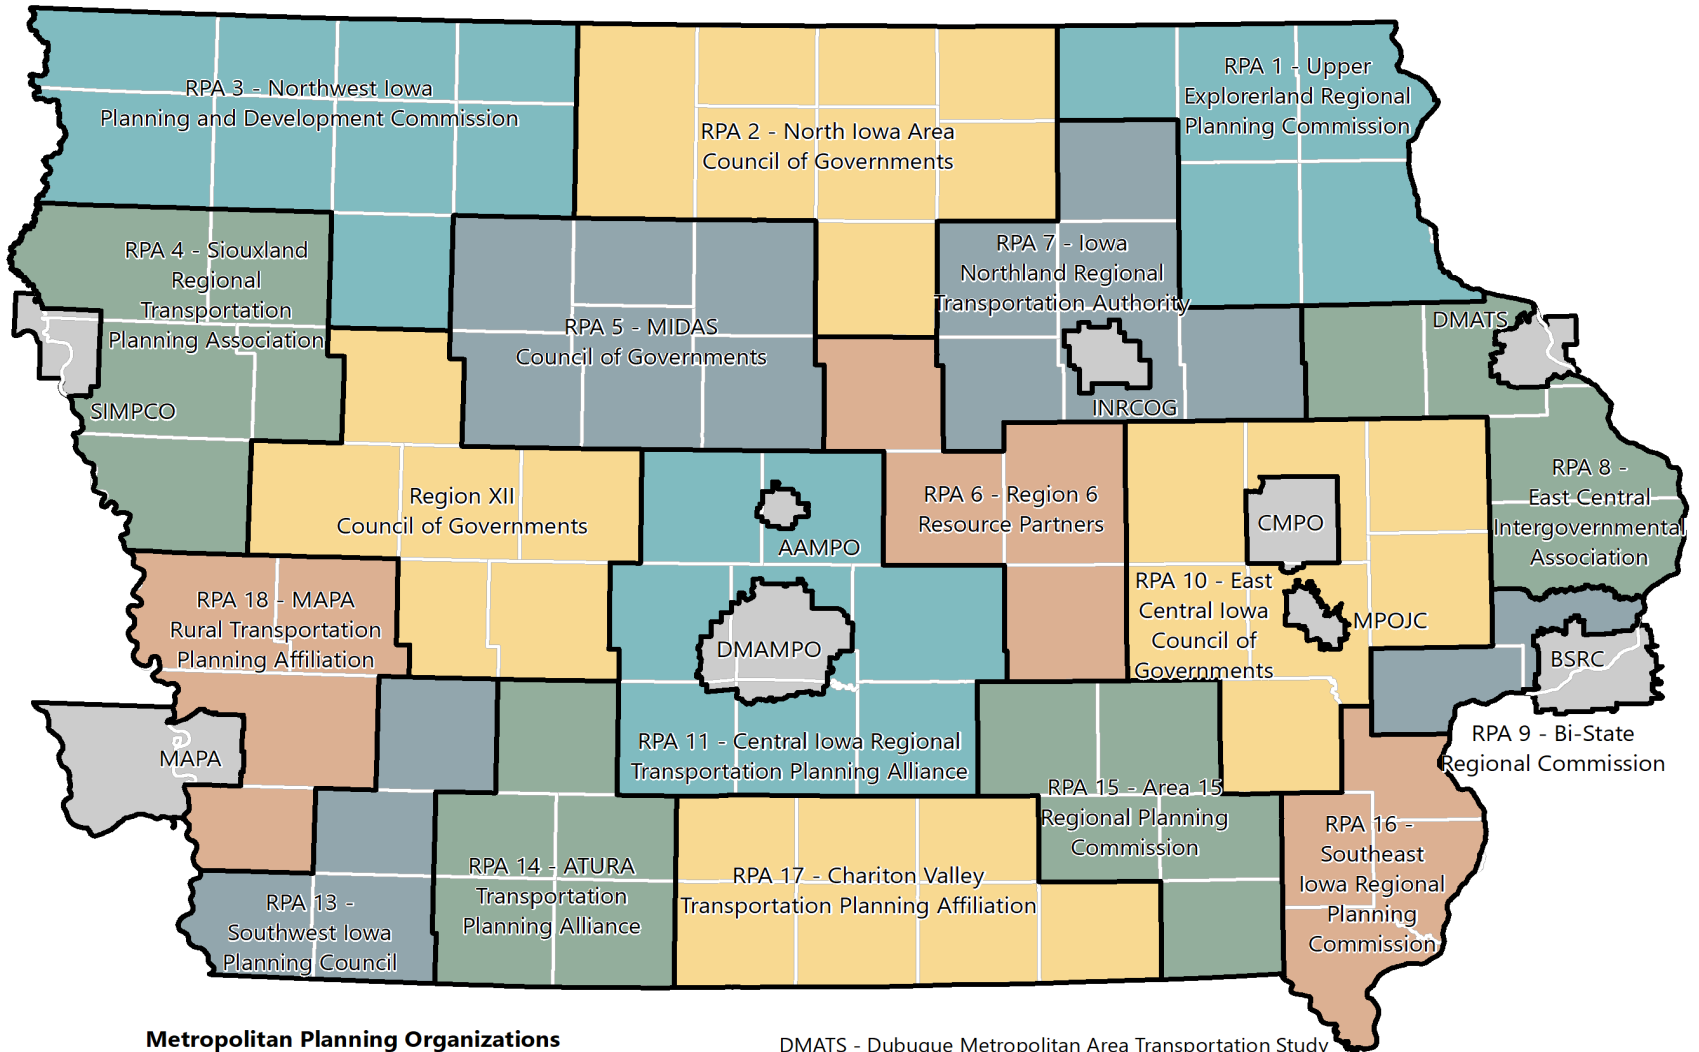 RPA 3 - Northwest Iowa
Planning and Development Commission
RPA 2 - North Iowa Area
Council of Governments
RPA 1 - Upper
Explorerland Regional
Planning Commission
RPA 4 - Siouxland
Regional
Transportation
Planning Association
RPA 5 - MIDAS
Council of Governments
RPA 7 - Iowa
Northland Regional
Transportation Authority
DMATS
SIMPCO
INRCOG
Region XII
Council of Governments
AAMPO
RPA 6 - Region 6
Resource Partners
CMPO
RPA 8 -
East Central
Intergovernmental
Association
RPA 18 - MAPA
Rural Transportation
Planning Affiliation
DMAMPO
RPA 10 - East
Central Iowa
Council of
Governments
MPOJC
BSRC
MAPA
RPA 11 - Central Iowa Regional
Transportation Planning Alliance
RPA 9 - Bi-State
Regional Commission
RPA 15 - Area 15
Regional Planning
Commission
RPA 16 -
Southeast
Iowa Regional
Planning
Commission
RPA 14 - ATURA
Transportation
Planning Alliance
RPA 17 - Chariton Valley
Transportation Planning Affiliation
RPA 13 -
Southwest Iowa
Planning Council
Metropolitan Planning Organizations
DMATS - Dubuque Metropolitan Area Transportation Study